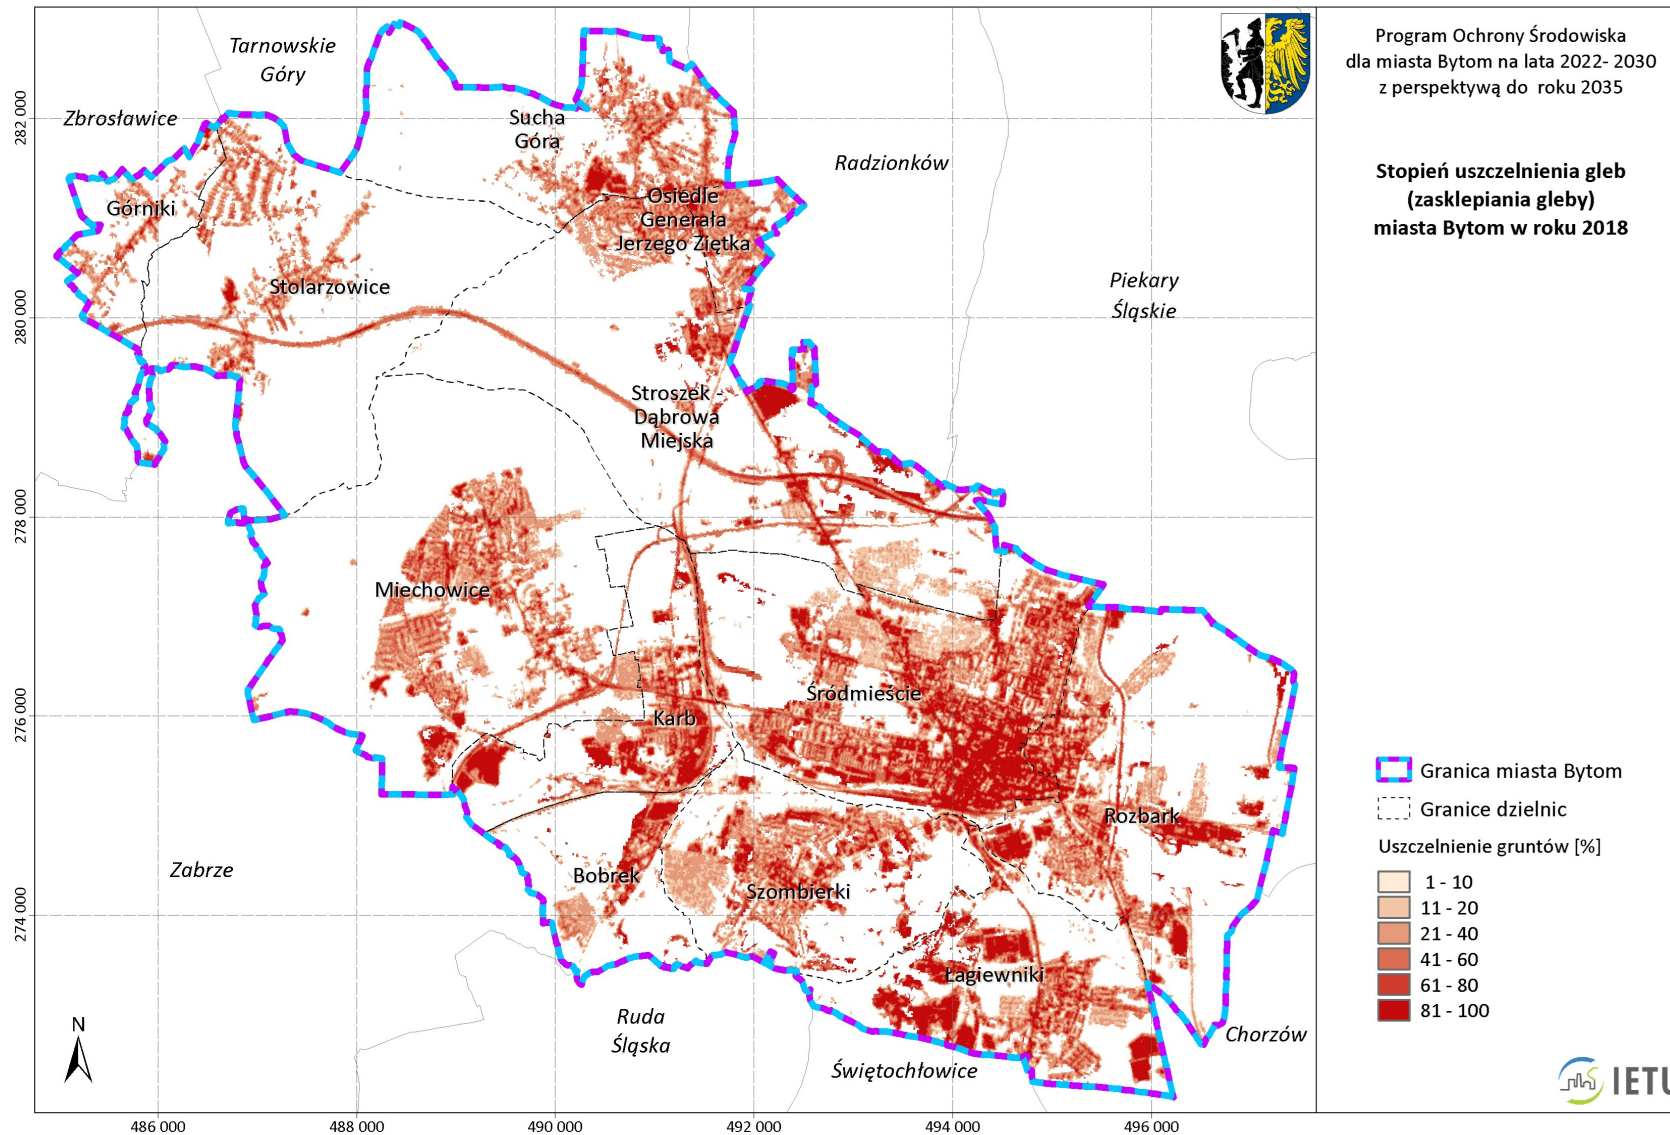 Tarnowskie
Góry
Zbrosławice
Sucha
Góra
Radzionków
Górniki
Osiedle
Generała
Jerzego Ziętka
Stolarzowice
Piekary
Śląskie
Stroszek -
Dąbrowa
Miejska
Miechowice
Śródmieście
Karb
Rozbark
Zabrze
Bobrek
Szombierki
Łagiewniki
Ruda
Śląska
Chorzów
Świętochłowice
N
282 000
280 000
278 000
276 000
274 000
486 000
488 000
490 000
492 000
494 000
496 000
Program Ochrony Środowiska
dla miasta Bytom na lata 2022- 2030
z perspektywą do roku 2035
Stopień uszczelnienia gleb
(zasklepiania gleby)
miasta Bytom w roku 2018
Granica miasta Bytom
Granice dzielnic
Uszczelnienie gruntów [%]
1 - 10
11 - 20
21 - 40
41 - 60
61 - 80
81 - 100
IETU